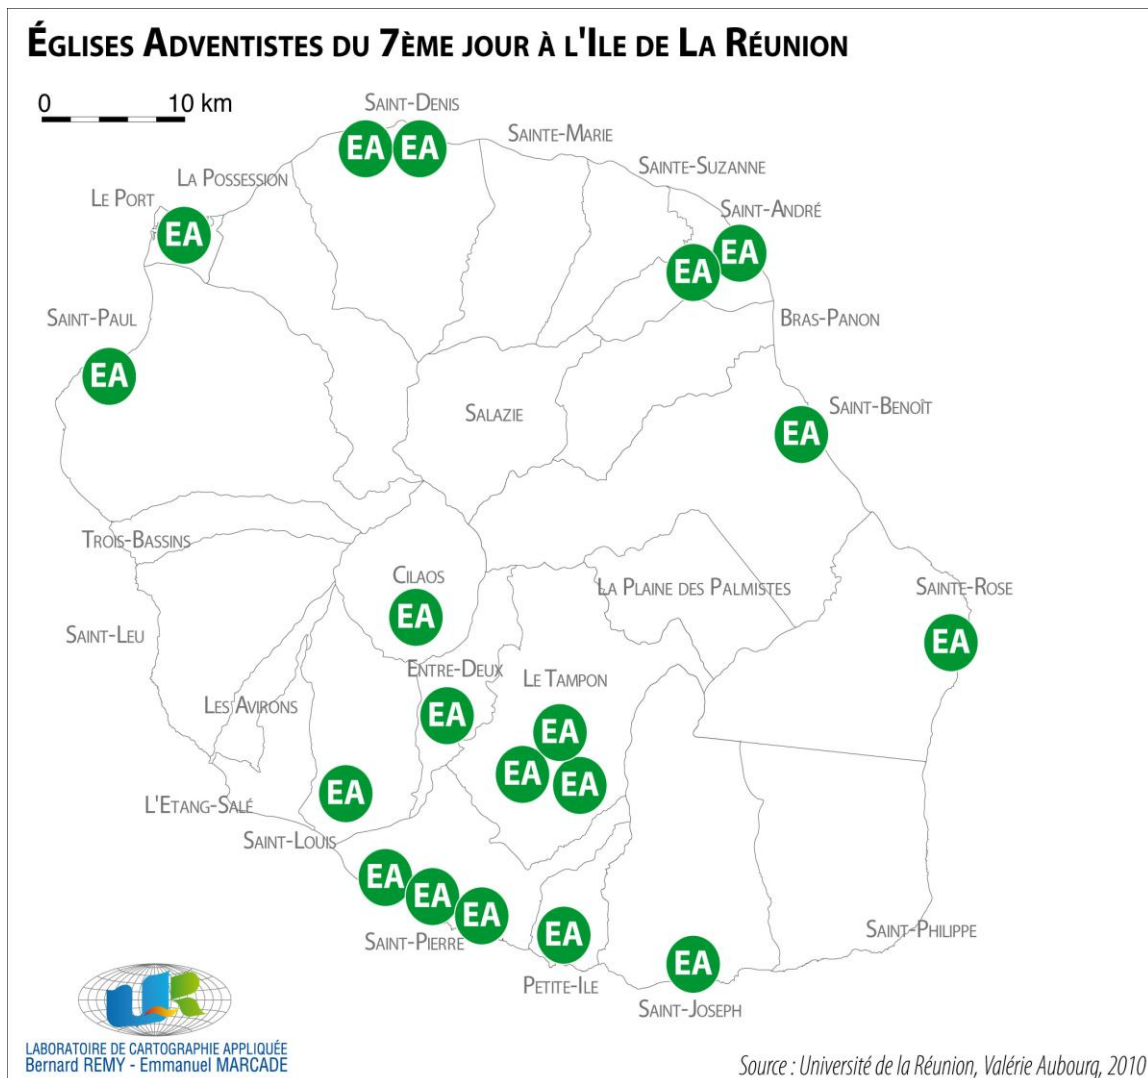 ÉGLISES ADVENTISTES DU 7ÈME JOUR À L'ILE DE LA RÉUNION
0 10 km
SAINT-DENIS
EA EA
SAINTE-MARIE
SAINTE-SUZANNE
LA POSSESSION
LE PORT
EA
SAINT-ANDRÉ
EA EA
SAINT-PAUL
EA
BRAS-PANON
SALAZIE
SAINT-BENOÎT
EA
TROIS-BASSINS
CILAOS
EA
LA PLAINE DES PALMISTES
SAINTE-ROSE
EA
SAINT-LEU
ENTRE-DEUX
EA
LE TAMPON
EA
EA EA
LES AVIRONS
L'ETANG-SALÉ
EA
SAINT-LOUIS
EA EA EA
SAINT-PIERRE
EA
PETITE-ILE
EA
SAINT-JOSEPH
SAINT-PHILIPPE
UR
LABORATOIRE DE CARTOGRAPHIE APPLIQUÉE
Bernard REMY - Emmanuel MARCADE
Source : Université de la Réunion, Valérie Aubourg, 2010